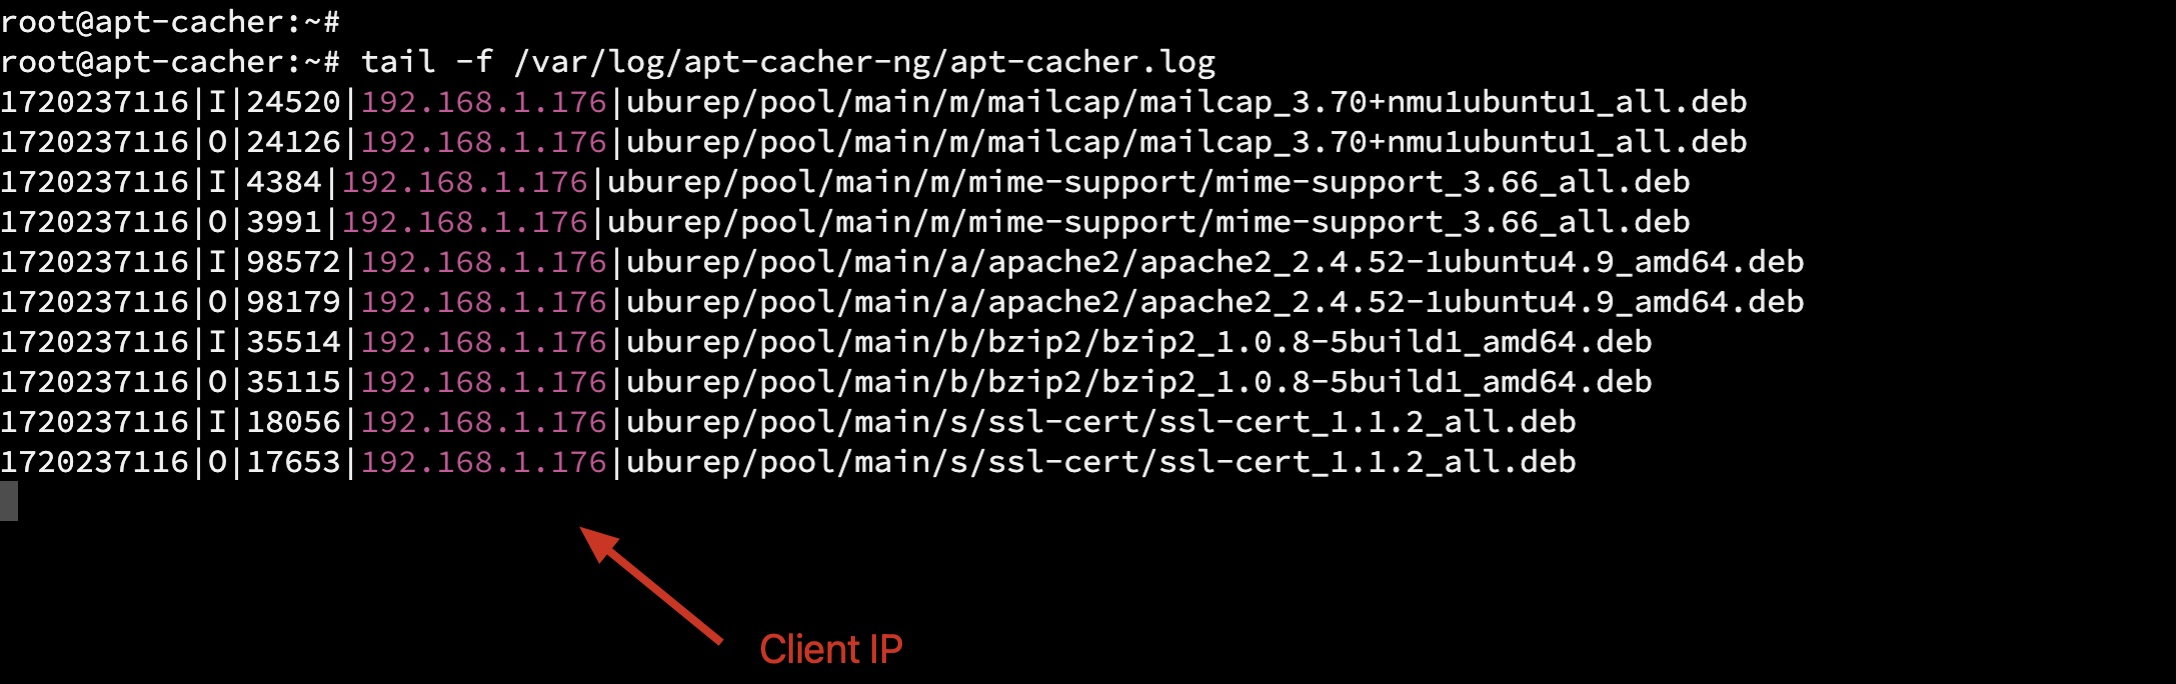 root@apt-cacher:~#
root@apt-cacher:~# tail -f /var/log/apt-cacher-ng/apt-cacher.log
1720237116|I|24520|192.168.1.176|uburep/pool/main/m/mailcap/mailcap_3.70+nmu1ubuntu1_all.deb
1720237116|O|24126|192.168.1.176|uburep/pool/main/m/mailcap/mailcap_3.70+nmu1ubuntu1_all.deb
1720237116|I|4384|192.168.1.176|uburep/pool/main/m/mime-support/mime-support_3.66_all.deb
1720237116|O|3991|192.168.1.176|uburep/pool/main/m/mime-support/mime-support_3.66_all.deb
1720237116|I|98572|192.168.1.176|uburep/pool/main/a/apache2/apache2_2.4.52-1ubuntu4.9_amd64.deb
1720237116|O|98179|192.168.1.176|uburep/pool/main/a/apache2/apache2_2.4.52-1ubuntu4.9_amd64.deb
1720237116|I|35514|192.168.1.176|uburep/pool/main/b/bzip2/bzip2_1.0.8-5build1_amd64.deb
1720237116|O|35115|192.168.1.176|uburep/pool/main/b/bzip2/bzip2_1.0.8-5build1_amd64.deb
1720237116|I|18056|192.168.1.176|uburep/pool/main/s/ssl-cert/ssl-cert_1.1.2_all.deb
1720237116|O|17653|192.168.1.176|uburep/pool/main/s/ssl-cert/ssl-cert_1.1.2_all.deb
Client IP